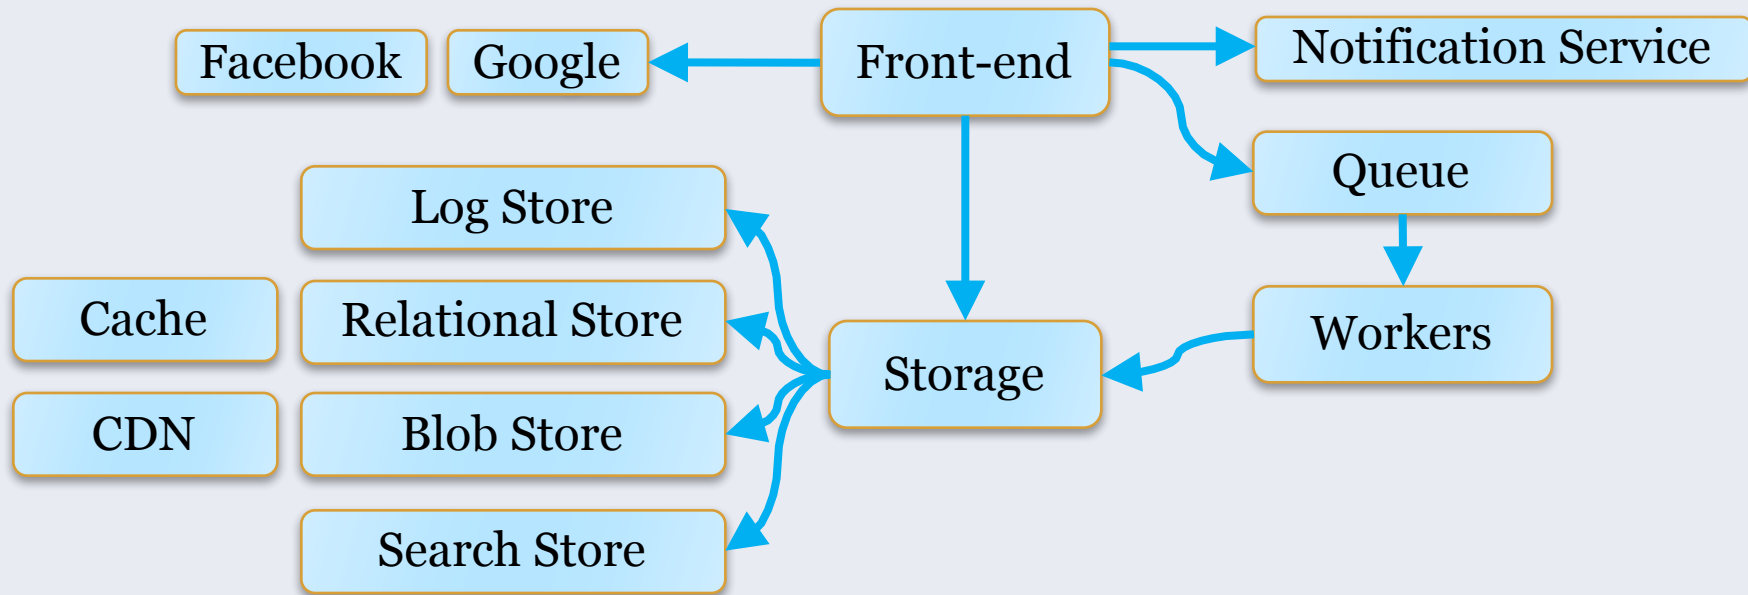 Facebook
Google
Front-end
Notification Service
Queue
Log Store
Cache
Relational Store
Workers
Storage
CDN
Blob Store
Search Store